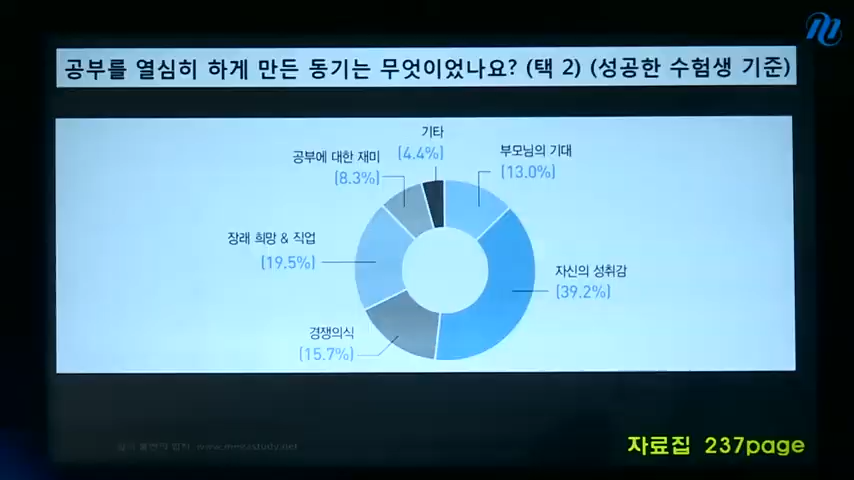 공부를 열심히 하게 만든 동기는 무엇이었나요? (택 2) (성공한 수험생 기준)
기타
(4.4%)
공부에 대한 재미
(8.3%)
부모님의 기대
(13.0%)
장래 희망 & 직업
(19.5%)
자신의 성취감
(39.2%)
경쟁의식
(15.7%)
자료집 237page